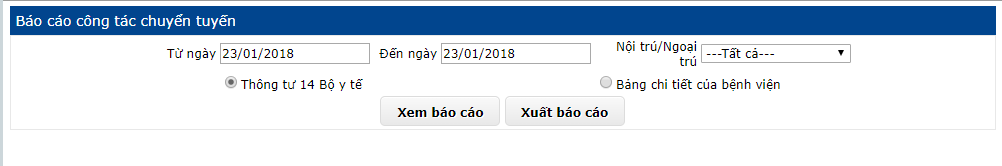 Báo cáo công tác chuyển tuyến
Từ ngày 23/01/2018 Đến ngày 23/01/2018 Nội trú/Ngoại trú ---Tất cả---
Thông tư 14 Bộ y tế Bảng chi tiết của bệnh viện
Xem báo cáo Xuất báo cáo